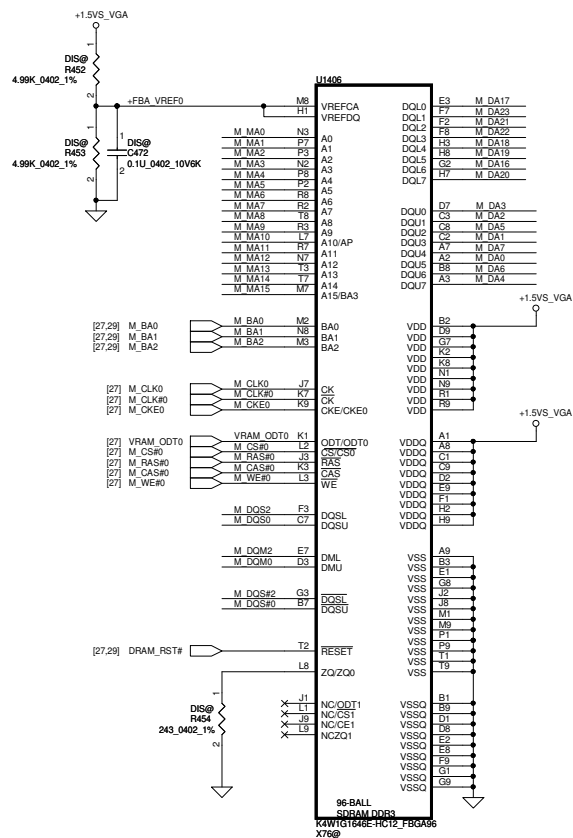 +1.5VS_VGA
1
DIS@
R452
4.99K_0402_1%
2
+FBA_VREF0
1
DIS@
R453
4.99K_0402_1%
2
1
DIS@
C472
0.1U_0402_10V6K
2
U1406
M8 VREFCA
H1 VREFDQ
M_MA0 N3 A0
M_MA1 P7 A1
M_MA2 P3 A2
M_MA3 N2 A3
M_MA4 P8 A4
M_MA5 P2 A5
M_MA6 R8 A6
M_MA7 R2 A7
M_MA8 T8 A8
M_MA9 R3 A9
M_MA10 L7 A10/AP
M_MA11 R7 A11
M_MA12 N7 A12
M_MA13 T3 A13
M_MA14 T7 A14
M_MA15 M7 A15/BA3
[27,29] M_BA0 M_BA0 M2 BA0
[27,29] M_BA1 M_BA1 N8 BA1
[27,29] M_BA2 M_BA2 M3 BA2
[27] M_CLK0 M_CLK0 J7 CK
[27] M_CLK#0 M_CLK#0 K7 CK
[27] M_CKE0 M_CKE0 K9 CKE/CKE0
[27] VRAM_ODT0 VRAM_ODT0 K1 ODT/ODT0
[27] M_CS#0 M_CS#0 L2 CS/CS0
[27] M_RAS#0 M_RAS#0 J3 RAS
[27] M_CAS#0 M_CAS#0 K3 CAS
[27] M_WE#0 M_WE#0 L3 WE
M_DQS2 F3 DQSL
M_DQS0 C7 DQSU
M_DQM2 E7 DML
M_DQM0 D3 DMU
M_DQS#2 G3 DQSL
M_DQS#0 B7 DQSU
[27,29] DRAM_RST# T2 RESET
L8 ZQ/ZQ0
1
DIS@
R454
243_0402_1%
2
J1 NC/ODT1
L1 NC/CS1
J9 NC/CE1
L9 NCZQ1
DQL0 E3 M_DA17
DQL1 F7 M_DA23
DQL2 F2 M_DA21
DQL3 F8 M_DA22
DQL4 H3 M_DA18
DQL5 H8 M_DA19
DQL6 G2 M_DA16
DQL7 H7 M_DA20
DQU0 D7 M_DA3
DQU1 C3 M_DA2
DQU2 C8 M_DA5
DQU3 C2 M_DA1
DQU4 A7 M_DA7
DQU5 A2 M_DA0
DQU6 B8 M_DA6
DQU7 A3 M_DA4
+1.5VS_VGA
VDD B2
VDD D9
VDD G7
VDD K2
VDD K8
VDD N1
VDD N9
VDD R1
VDD R9
+1.5VS_VGA
VDDQ A1
VDDQ A8
VDDQ C1
VDDQ C9
VDDQ D2
VDDQ E9
VDDQ F1
VDDQ H2
VDDQ H9
VSS A9
VSS B3
VSS E1
VSS G8
VSS J2
VSS J8
VSS M1
VSS M9
VSS P1
VSS P9
VSS T1
VSS T9
VSSQ B1
VSSQ B9
VSSQ D1
VSSQ D8
VSSQ E2
VSSQ E8
VSSQ F9
VSSQ G1
VSSQ G9
96-BALL
SDRAM DDR3
K4W1G1646E-HC12_FBGA96
X76@